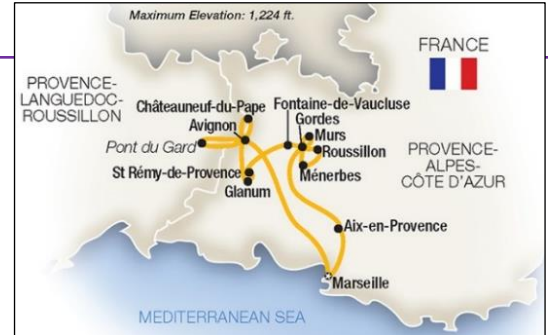 Maximum Elevation: 1,224 ft.
FRANCE
PROVENCE-
LANGUEDOC-
ROUSSILLON
Châteauneuf-du-Pape
Fontaine-de-Vaucluse
Avignon
Gordes
Murs
Pont du Gard
Roussillon
PROVENCE-
ALPES-
CÔTE D'AZUR
St Rémy-de-Provence
Ménerbes
Glanum
Aix-en-Provence
Marseille
MEDITERRANEAN SEA